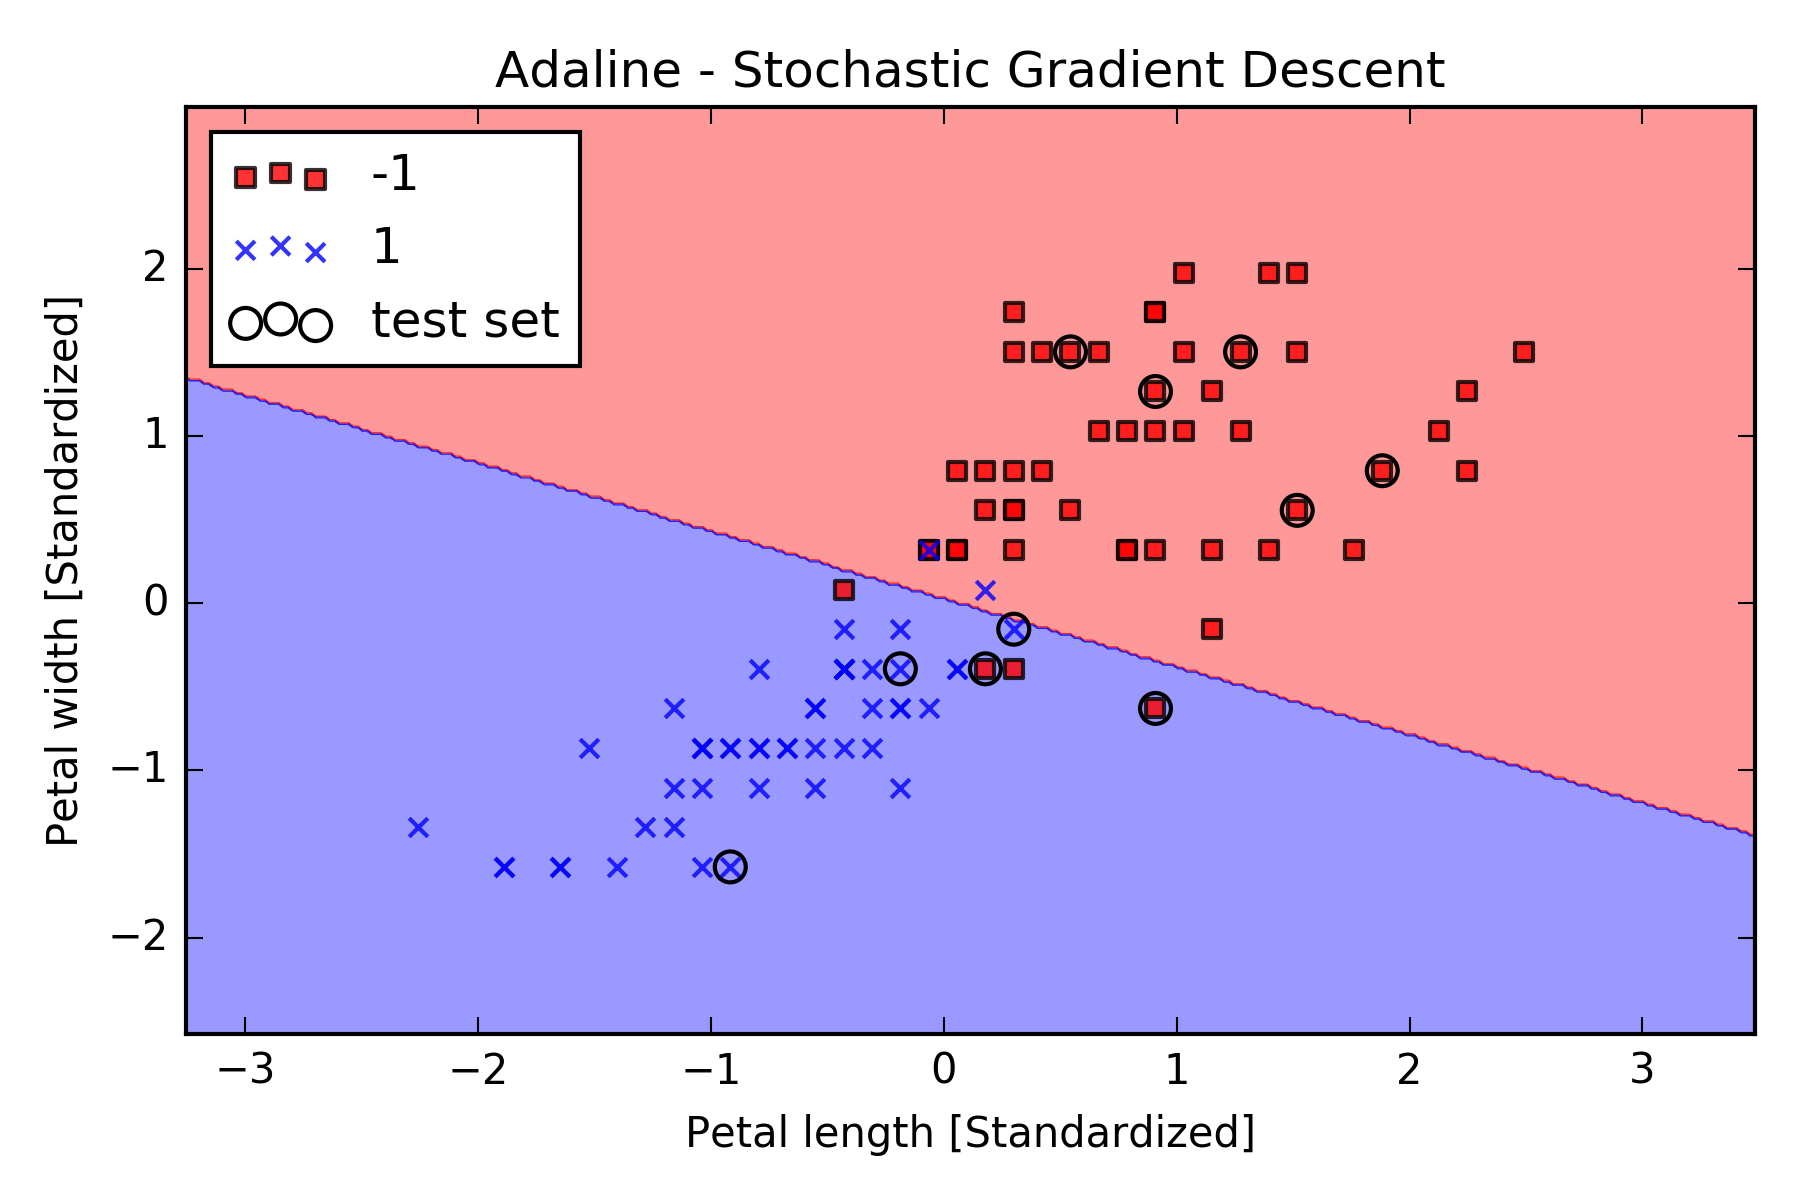 Adaline - Stochastic Gradient Descent
-1
1
test set
2
1
0
−1
−2
Petal width [Standardized]
−3 −2 −1 0 1 2 3
Petal length [Standardized]